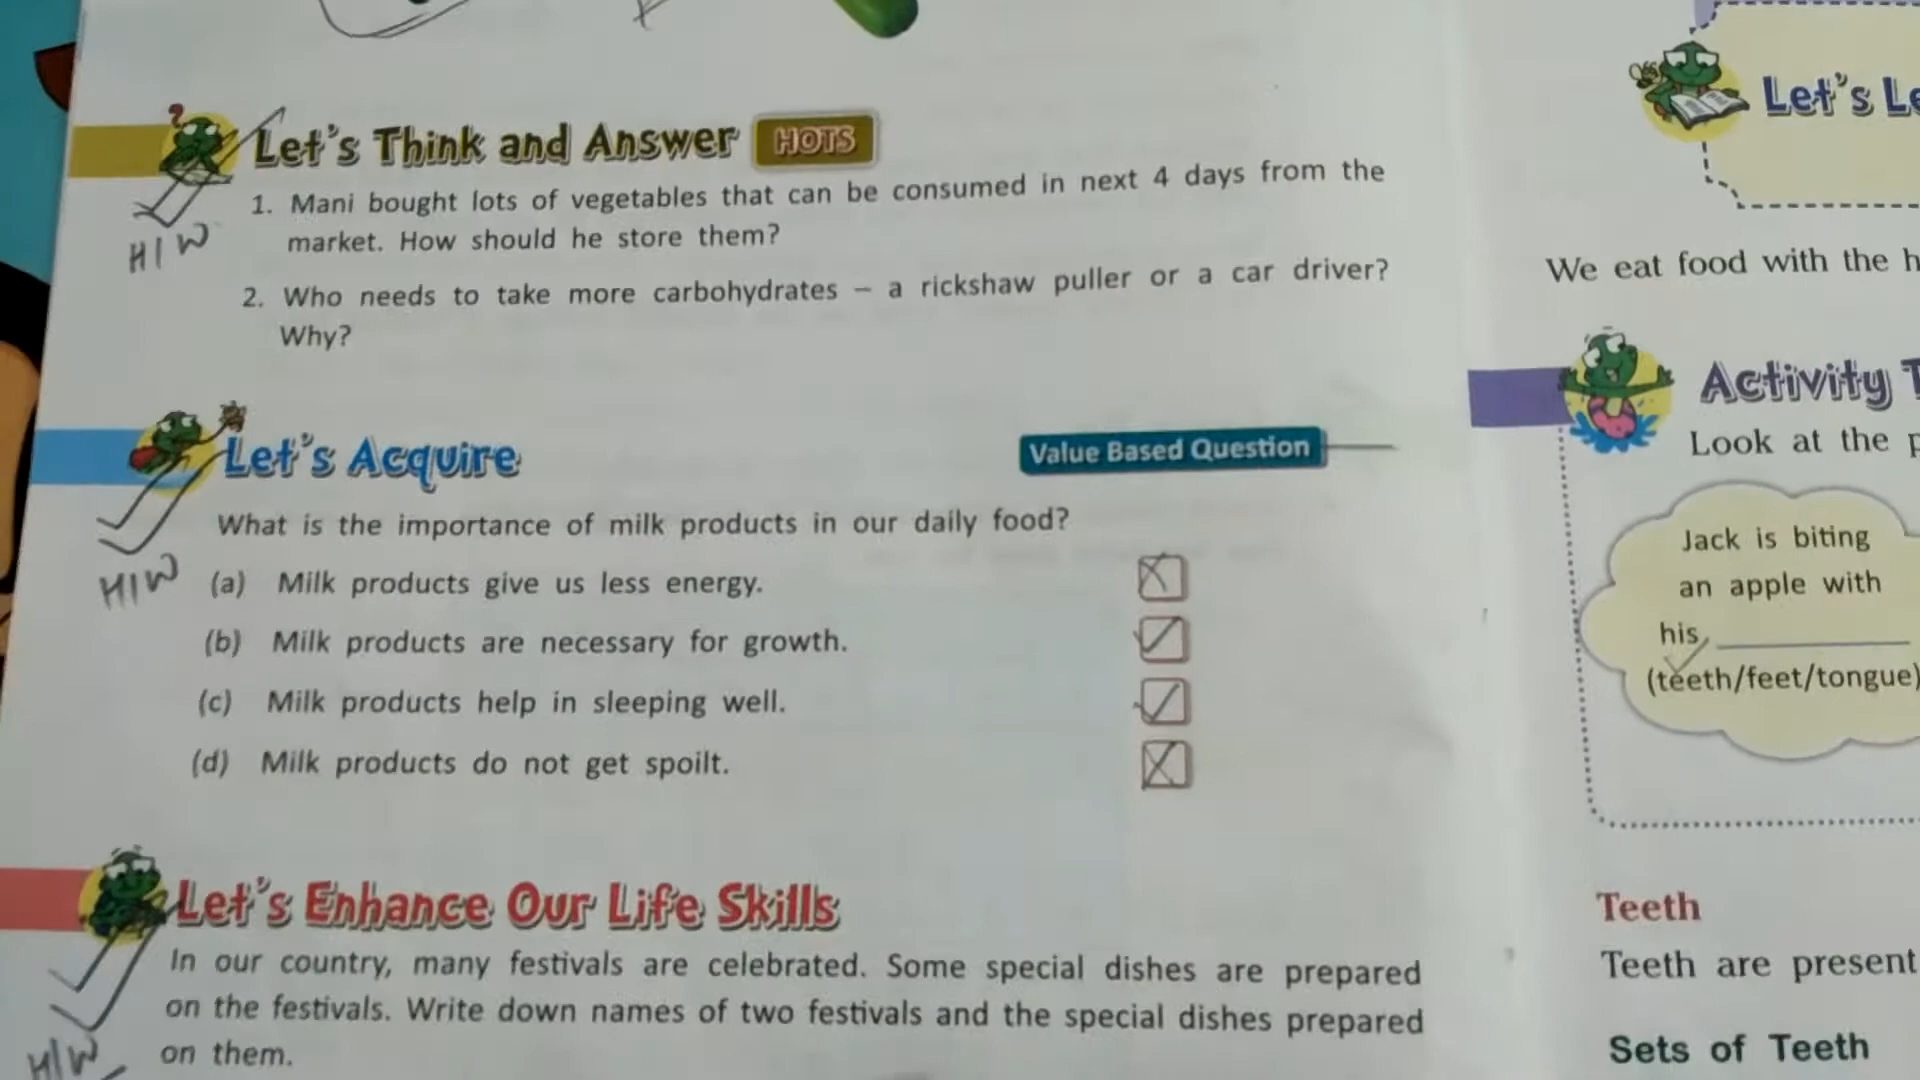 Let's Think and Answer HOTS
1. Mani bought lots of vegetables that can be consumed in next 4 days from the
market. How should he store them?
H/W
2. Who needs to take more carbohydrates – a rickshaw puller or a car driver?
Why?
Let's Acquire
Value Based Question
What is the importance of milk products in our daily food?
H/W
(a) Milk products give us less energy.
(b) Milk products are necessary for growth.
(c) Milk products help in sleeping well.
(d) Milk products do not get spoilt.
Let's Enhance Our Life Skills
In our country, many festivals are celebrated. Some special dishes are prepared
on the festivals. Write down names of two festivals and the special dishes prepared
on them.
H/W
Let's
We eat food with the
Activity
Look at the
Jack is biting
an apple with
his
(teeth/feet/tongue)
Teeth
Teeth are present
Sets of Teeth